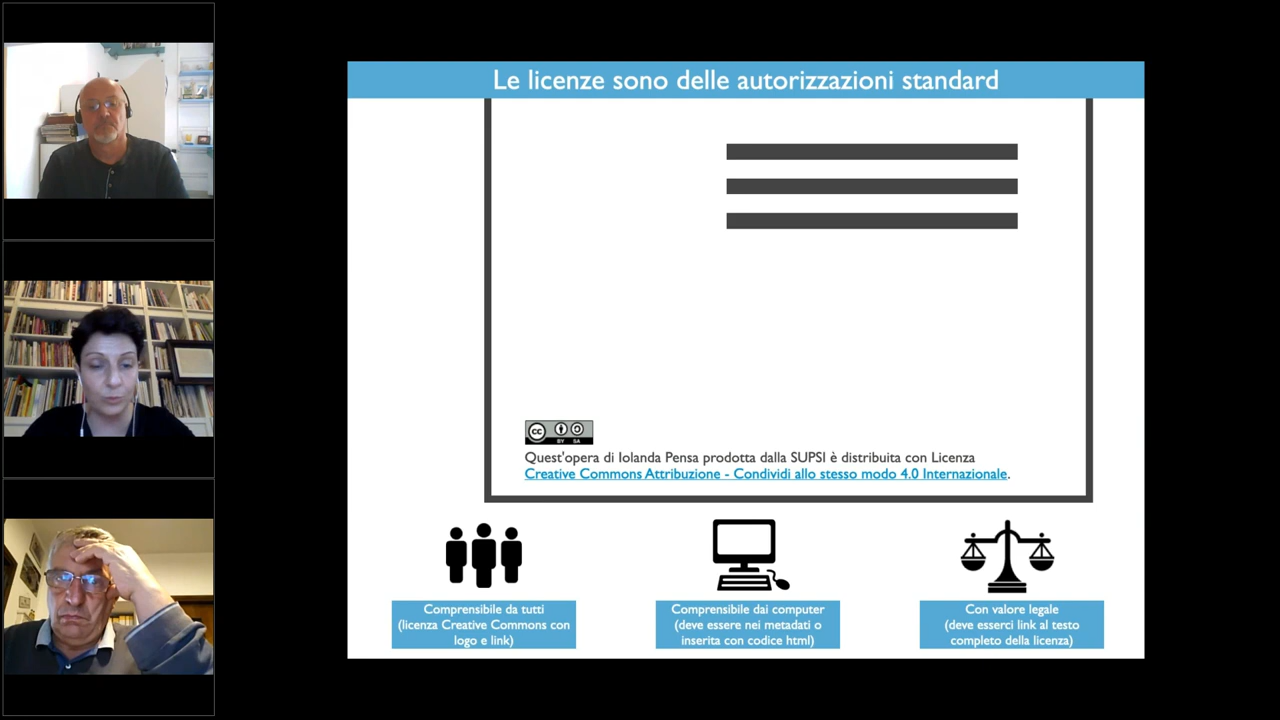 Le licenze sono delle autorizzazioni standard
cc BY SA
Quest'opera di Iolanda Pensa prodotta dalla SUPSI è distribuita con Licenza
Creative Commons Attribuzione - Condividi allo stesso modo 4.0 Internazionale.
Comprensibile da tutti
(licenza Creative Commons con
logo e link)
Comprensibile dai computer
(deve essere nei metadati o
inserita con codice html)
Con valore legale
(deve esserci link al testo
completo della licenza)